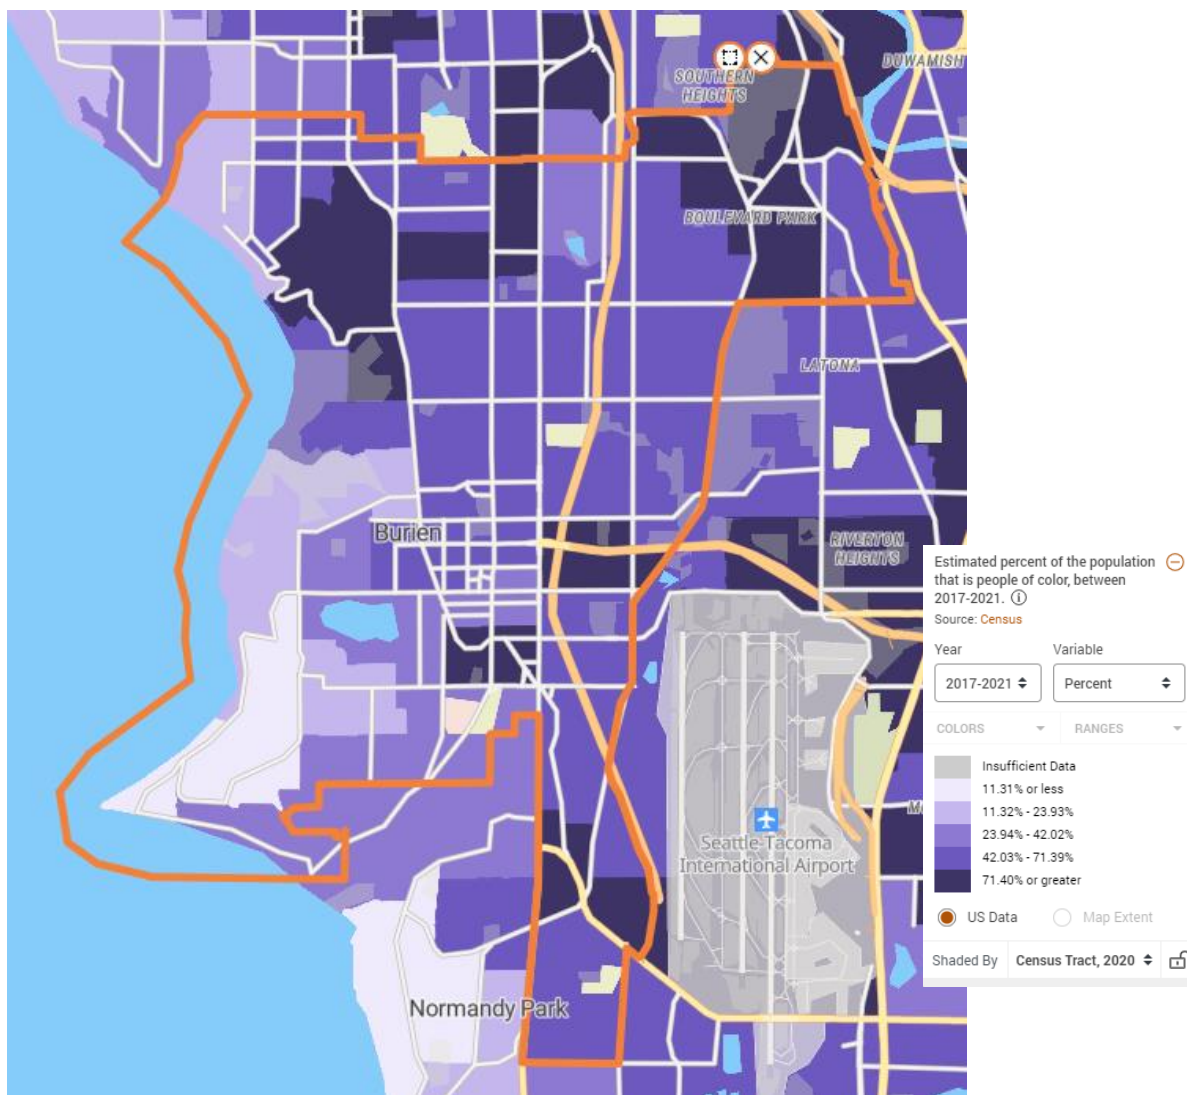 DUWAMISH
SOUTHERN
HEIGHTS
BOULEVARD PARK
LATONA
Burien
RIVERTON
HEIGHTS
Seattle-Tacoma
International Airport
Normandy Park
Estimated percent of the population
that is people of color, between
2017-2021.
Source: Census
Year Variable
2017-2021 Percent
COLORS RANGES
Insufficient Data
11.31% or less
11.32% - 23.93%
23.94% - 42.02%
42.03% - 71.39%
71.40% or greater
US Data Map Extent
Shaded By Census Tract, 2020